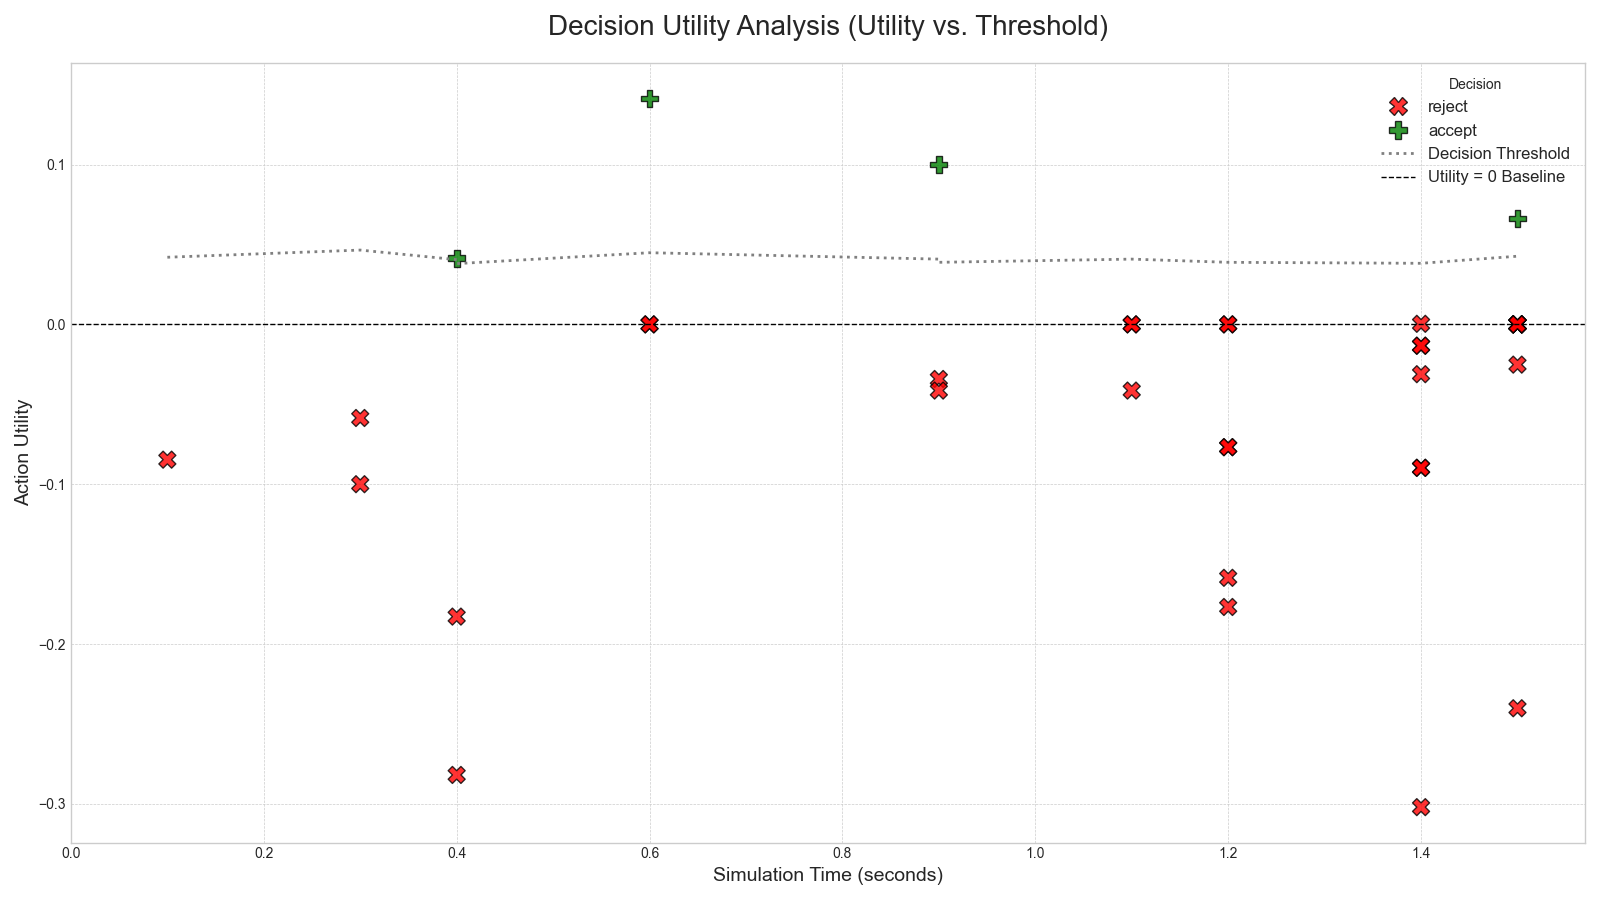 Decision Utility Analysis (Utility vs. Threshold)
Decision
reject
accept
Decision Threshold
Utility = 0 Baseline
Action Utility
0.1
0.0
−0.1
−0.2
−0.3
0.0 0.2 0.4 0.6 0.8 1.0 1.2 1.4
Simulation Time (seconds)